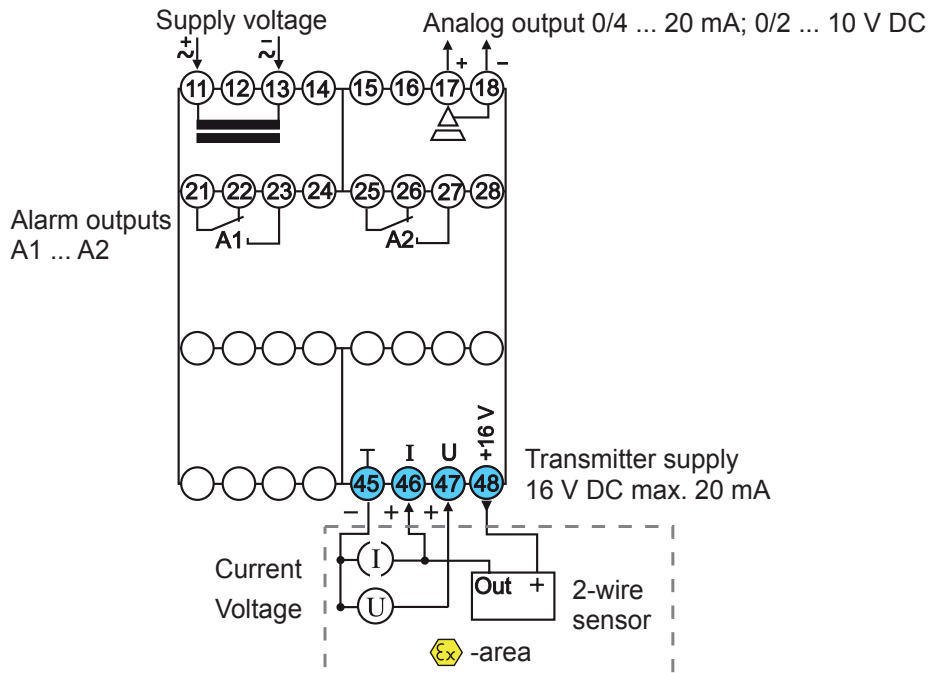 Supply voltage
Analog output 0/4 ... 20 mA; 0/2 ... 10 V DC
≂+ ≂− + −
11 12 13 14 15 16 17 18
21 22 23 24 25 26 27 28
Alarm outputs
A1 ... A2
A1 A2
+16 V
I U
45 46 47 48
Transmitter supply
16 V DC max. 20 mA
− + +
Current
I
Out +
2-wire
sensor
Voltage
U
Ex -area